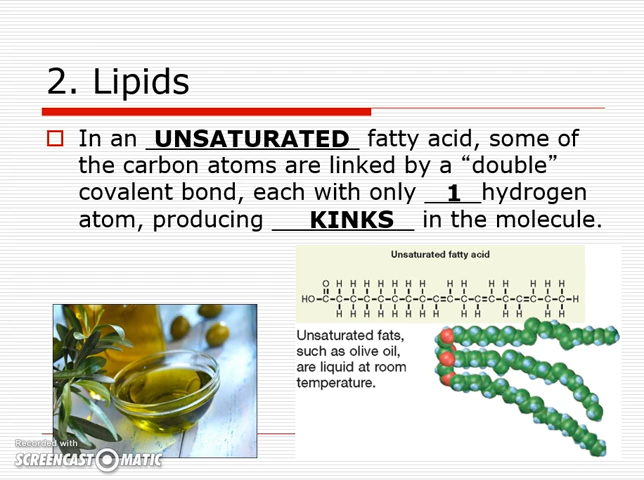 2. Lipids
In an UNSATURATED fatty acid, some of
the carbon atoms are linked by a “double”
covalent bond, each with only 1 hydrogen
atom, producing KINKS in the molecule.
Unsaturated fatty acid
O H H H H H H H H H H H H H H
HO-C-C-C-C-C-C-C-C-C=C-C-C=C-C-C=C-C-C-H
H H H H H H H H H H H H H
Unsaturated fats,
such as olive oil,
are liquid at room
temperature.
Recorded with
SCREENCAST-O-MATIC